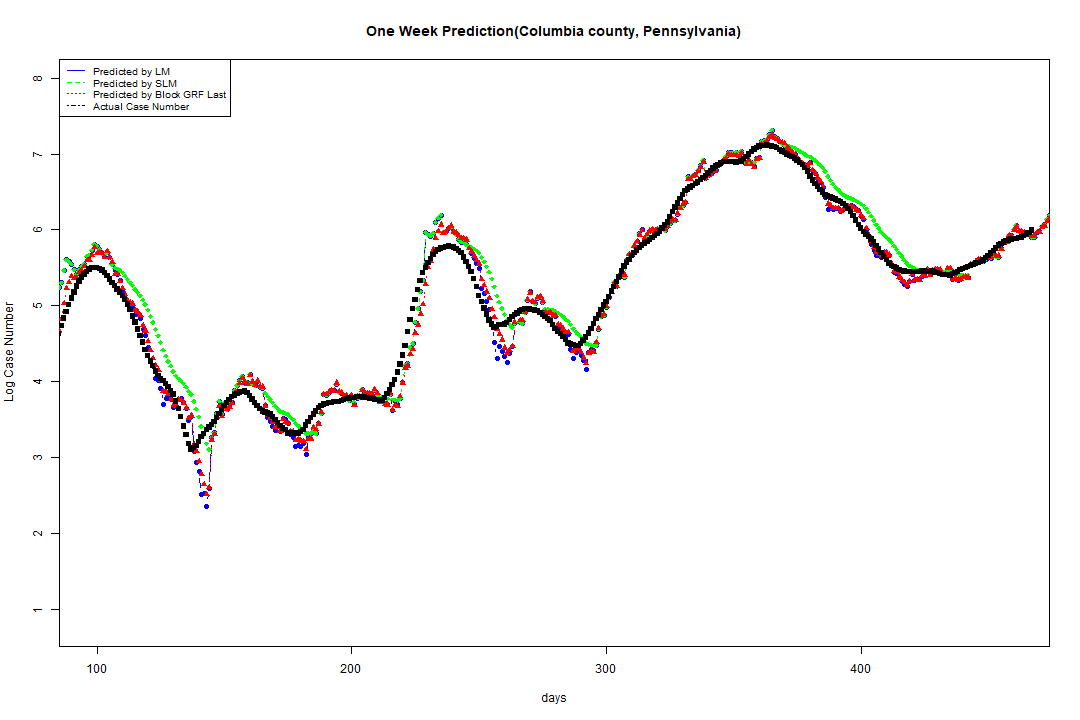 One Week Prediction(Columbia county, Pennsylvania)
Predicted by LM
Predicted by SLM
Predicted by Block GRF Last
Actual Case Number
8
7
6
5
4
3
2
1
Log Case Number
100 200 300 400
days